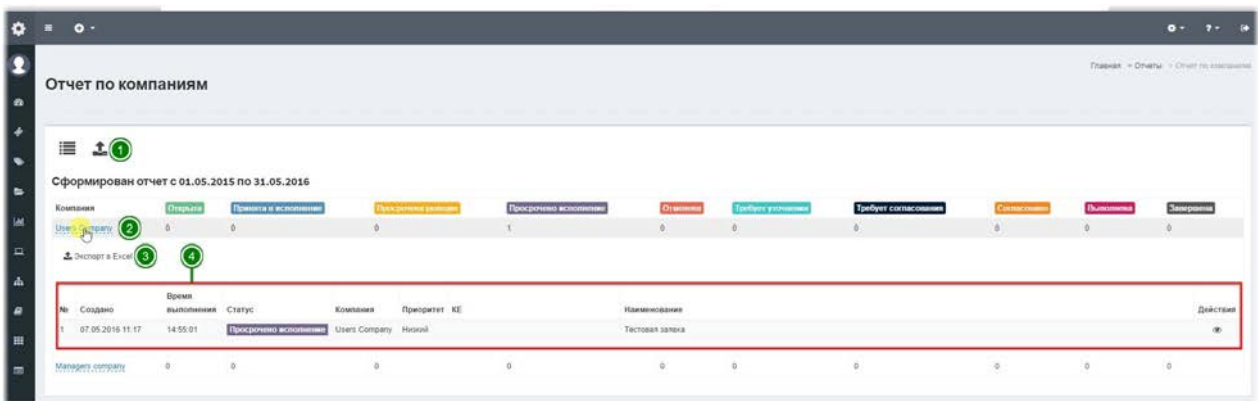 Главная Отчеты Отчет по компаниям
Отчет по компаниям
1
Сформирован отчет с 01.05.2015 по 31.05.2016
Компания Открыта Принята в исполнение Просрочена реакция Просрочено исполнение Отменена Требует уточнения Требует согласования Согласовано Выполнена Завершена
Users Company 2 0 0 0 1 0 0 0 0 0 0
Экспорт в Excel 3 4
№ Создано Время выполнения Статус Компания Приоритет КЕ Наименование Действия
1 07.05.2016 11:17 14:55:01 Просрочено исполнение Users Company Низкий Тестовая заявка
Managers company 0 0 0 0 0 0 0 0 0 0